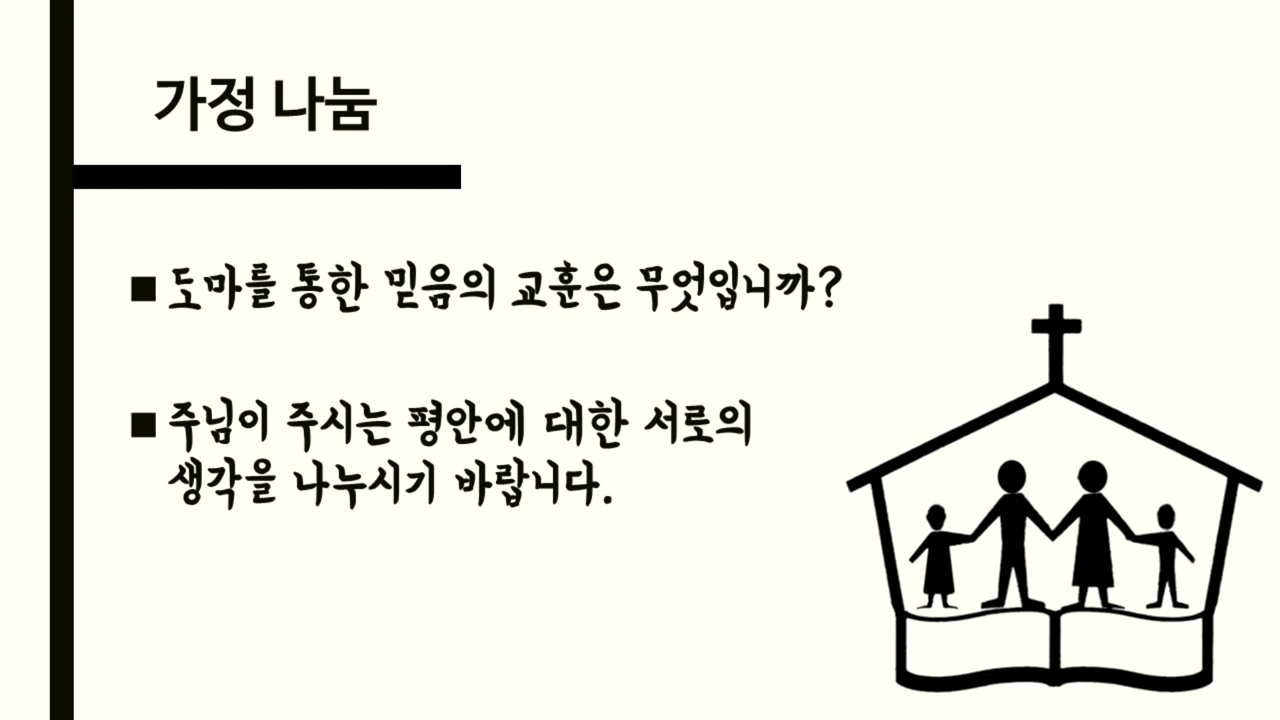 가정 나눔
■ 도마를 통한 믿음의 교훈은 무엇입니까?
■ 주님이 주시는 평안에 대한 서로의
생각을 나누시기 바랍니다.